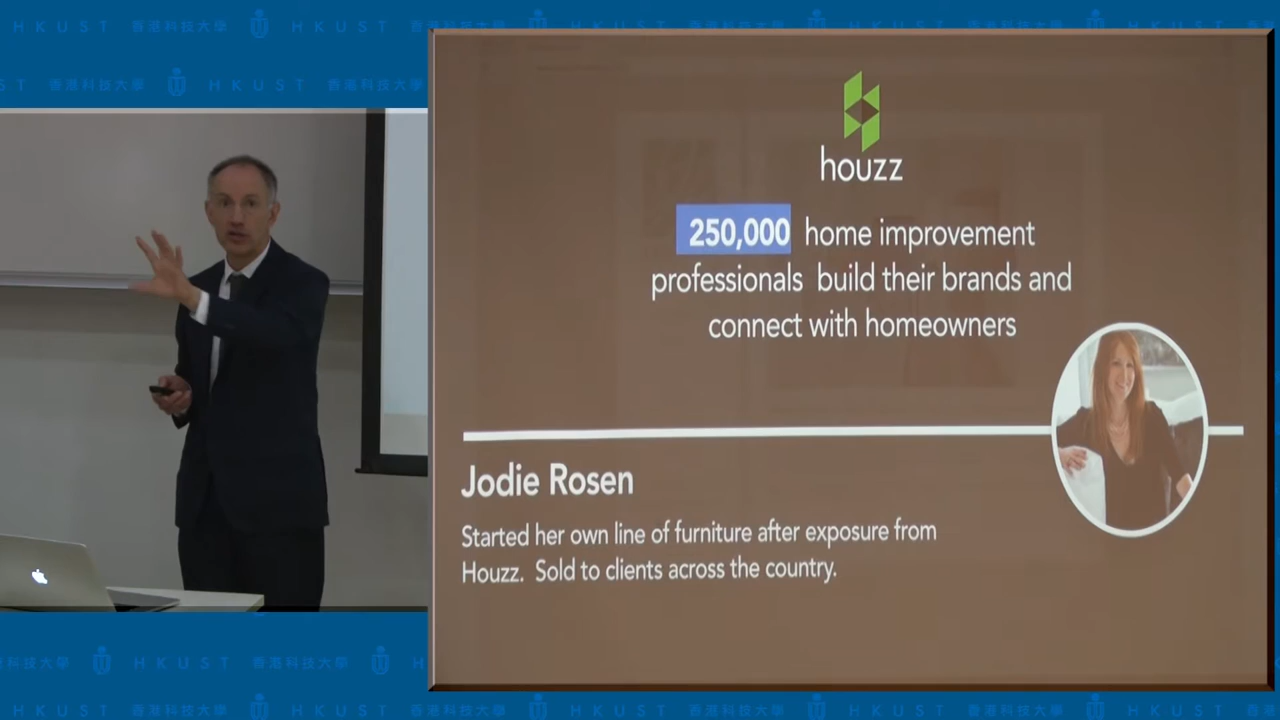 HKUST 香港科技大學 HKUST 香港科技大學
香港科技大學 HKUST 香港科技大學
houzz
250,000 home improvement
professionals build their brands and
connect with homeowners
Jodie Rosen
Started her own line of furniture after exposure from
Houzz. Sold to clients across the country.
科技大學 HKUST 香港科技大學
HKUST 香港科技大學 HKUST 香港科技大學 HKUST 香港科技大學 HKUST 香港科技大學 HKUST